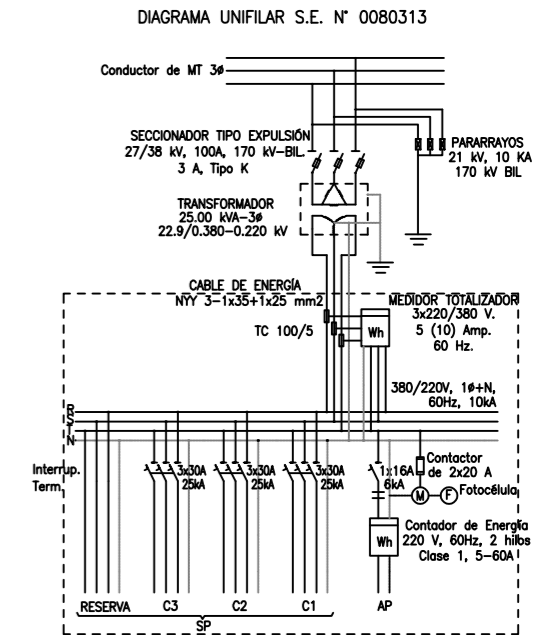 DIAGRAMA UNIFILAR S.E. N° 0080313
Conductor de MT 3ø
SECCIONADOR TIPO EXPULSIÓN
27/38 kV, 100A, 170 kV-BIL.
3 A, Tipo K
PARARRAYOS
21 kV, 10 KA
170 kV BIL
TRANSFORMADOR
25.00 kVA-3ø
22.9/0.380-0.220 kV
CABLE DE ENERGÍA
NYY 3-1x35+1x25 mm2
MEDIDOR TOTALIZADOR
3x220/380 V.
5 (10) Amp.
60 Hz.
TC 100/5
Wh
380/220V, 1ø+N,
60Hz, 10kA
R
S
T
N
Interrup.
Term.
3x30A
25kA
3x30A
25kA
3x30A
25kA
1x16A
6kA
Contactor
de 2x20 A
M
F
Fotocélula
Wh
Contador de Energía
220 V, 60Hz, 2 hilos
Clase 1, 5-60A
RESERVA
C3
C2
C1
AP
SP